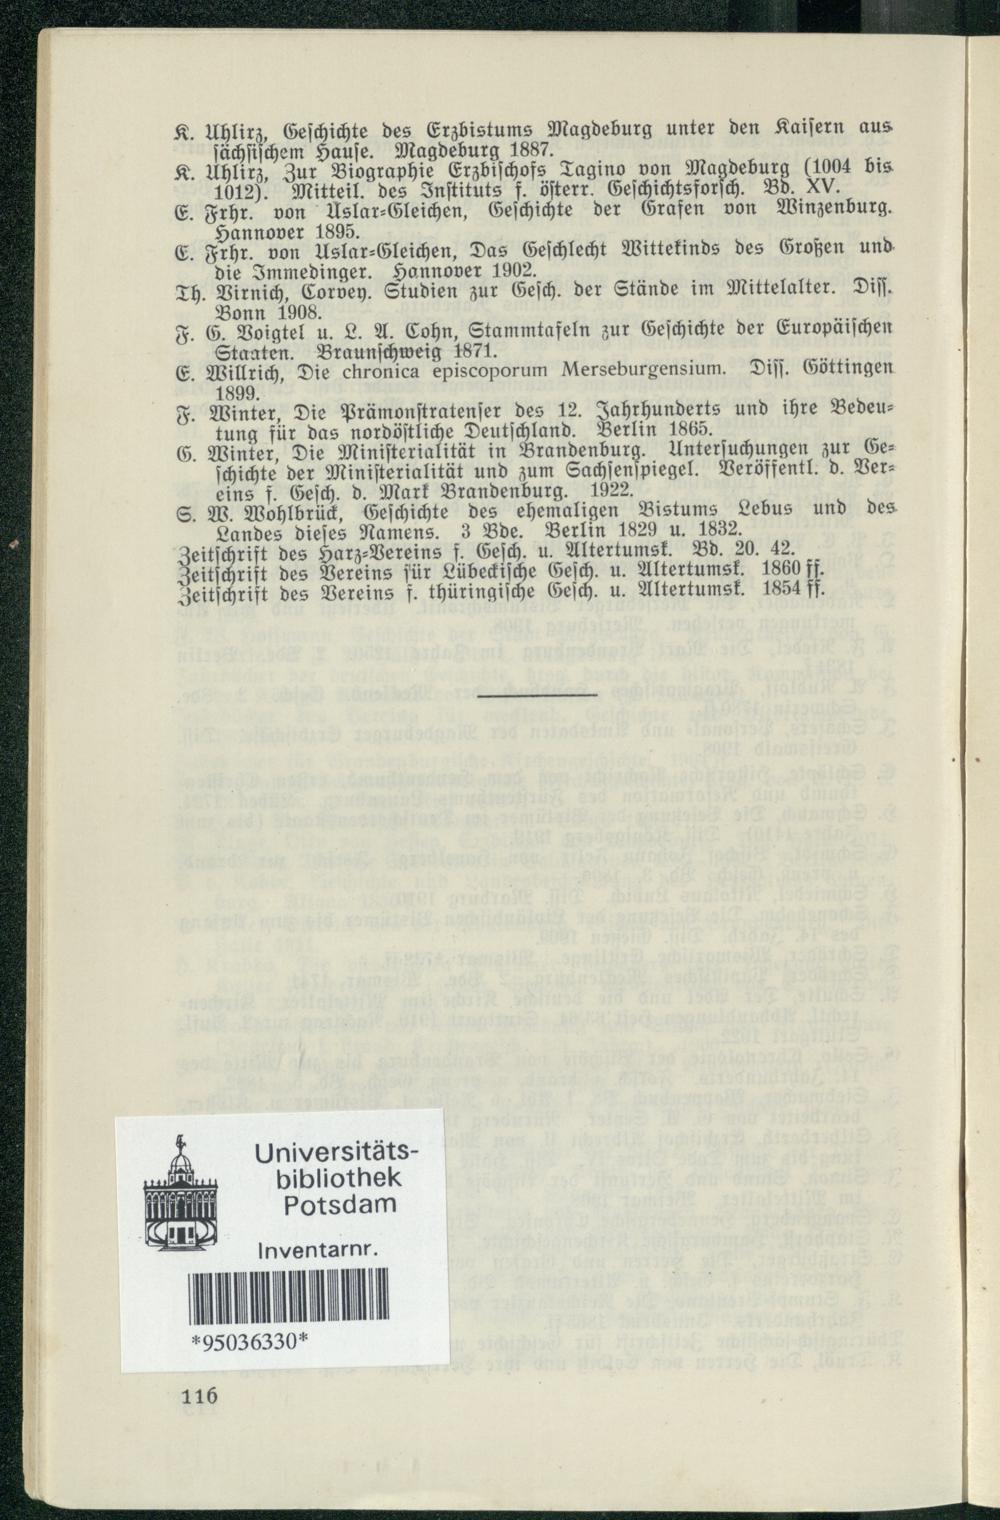 K. Uhlirz, Geschichte des Erzbistums Magdeburg unter den Kaisern aus
sächsischem Hause. Magdeburg 1887.
K. Uhlirz, Zur Biographie Erzbischofs Tagino von Magdeburg (1004 bis
1012). Mitteil. des Instituts f. österr. Geschichtsforsch. Bd. XV.
E. Frhr. von Uslar-Gleichen, Geschichte der Grafen von Winzenburg.
Hannover 1895.
E. Frhr. von Uslar-Gleichen, Das Geschlecht Wittekinds des Großen und
die Immedinger. Hannover 1902.
Th. Virnich, Corvey. Studien zur Gesch. der Stände im Mittelalter. Diss.
Bonn 1908.
F. G. Voigtel u. L. A. Cohn, Stammtafeln zur Geschichte der Europäischen
Staaten. Braunschweig 1871.
E. Willrich, Die chronica episcoporum Merseburgensium. Diss. Göttingen
1899.
F. Winter, Die Prämonstratenser des 12. Jahrhunderts und ihre Bedeu-
tung für das nordöstliche Deutschland. Berlin 1865.
G. Winter, Die Ministerialität in Brandenburg. Untersuchungen zur Ge-
schichte der Ministerialität und zum Sachsenspiegel. Veröffentl. d. Ver-
eins f. Gesch. d. Mark Brandenburg. 1922.
S. W. Wohlbrück, Geschichte des ehemaligen Bistums Lebus und des
Landes dieses Namens. 3 Bde. Berlin 1829 u. 1832.
Zeitschrift des Harz-Vereins f. Gesch. u. Altertumsk. Bd. 20. 42.
Zeitschrift des Vereins für Lübeckische Gesch. u. Altertumsk. 1860 ff.
Zeitschrift des Vereins f. thüringische Gesch. u. Altertumsk. 1854 ff.
Universitäts-
bibliothek
Potsdam
Inventarnr.
*95036330*
116